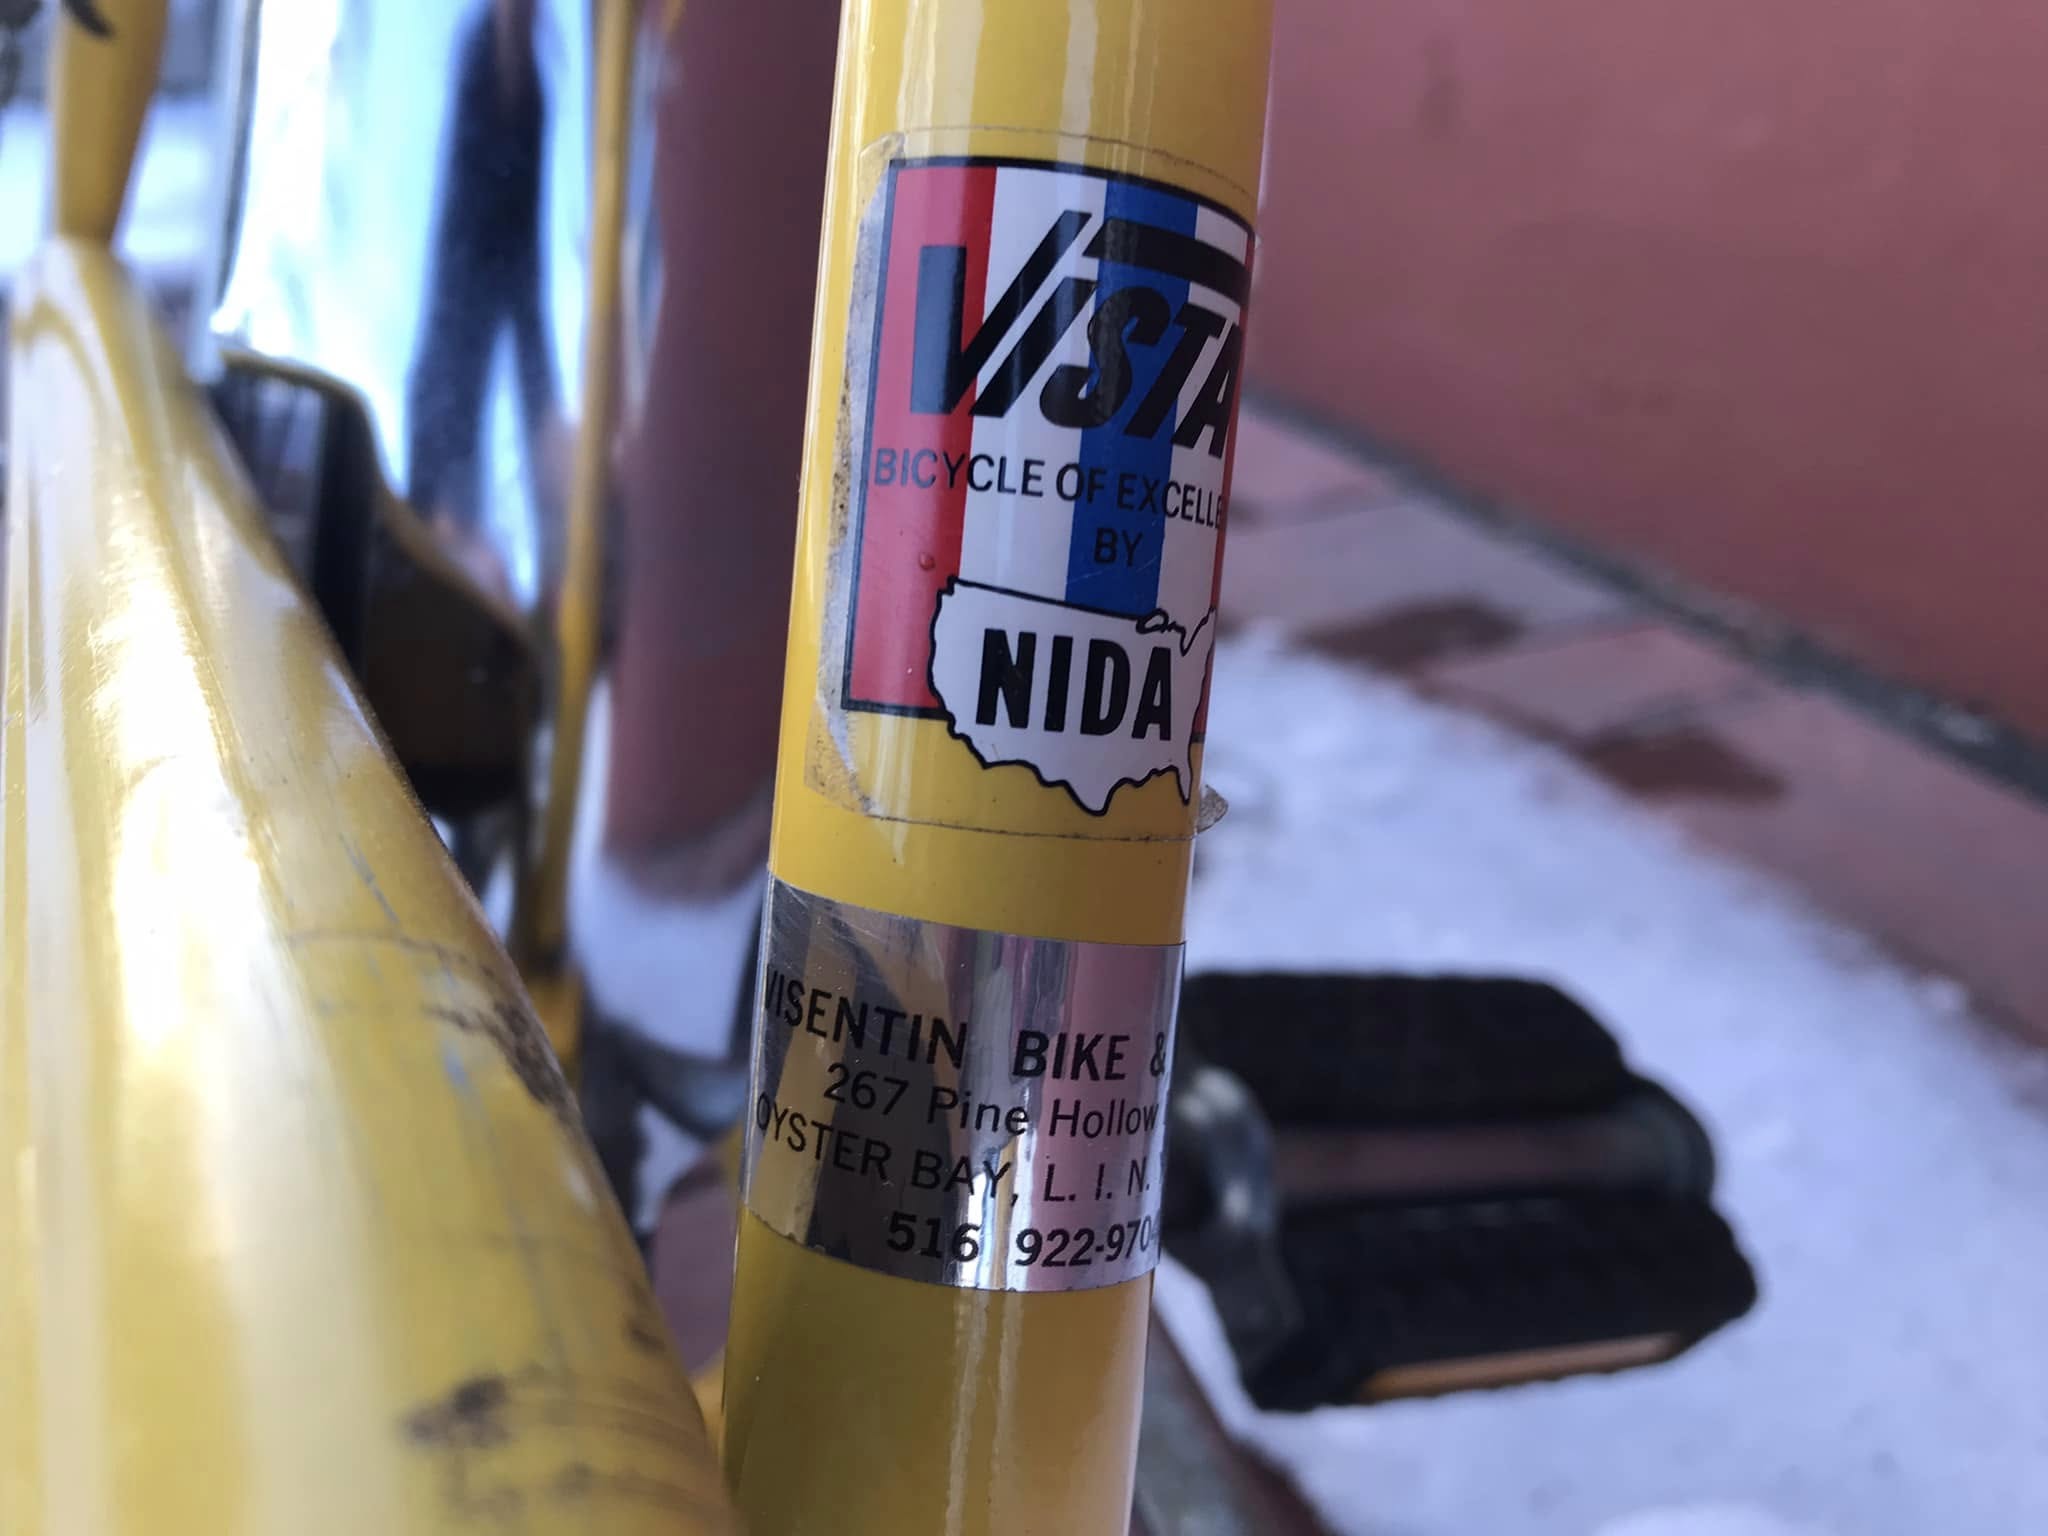 VISTA
BICYCLE OF EXCELLE
BY
NIDA
VISENTIN BIKE &
267 Pine Hollow
OYSTER BAY, L. I. N.
516 922-970